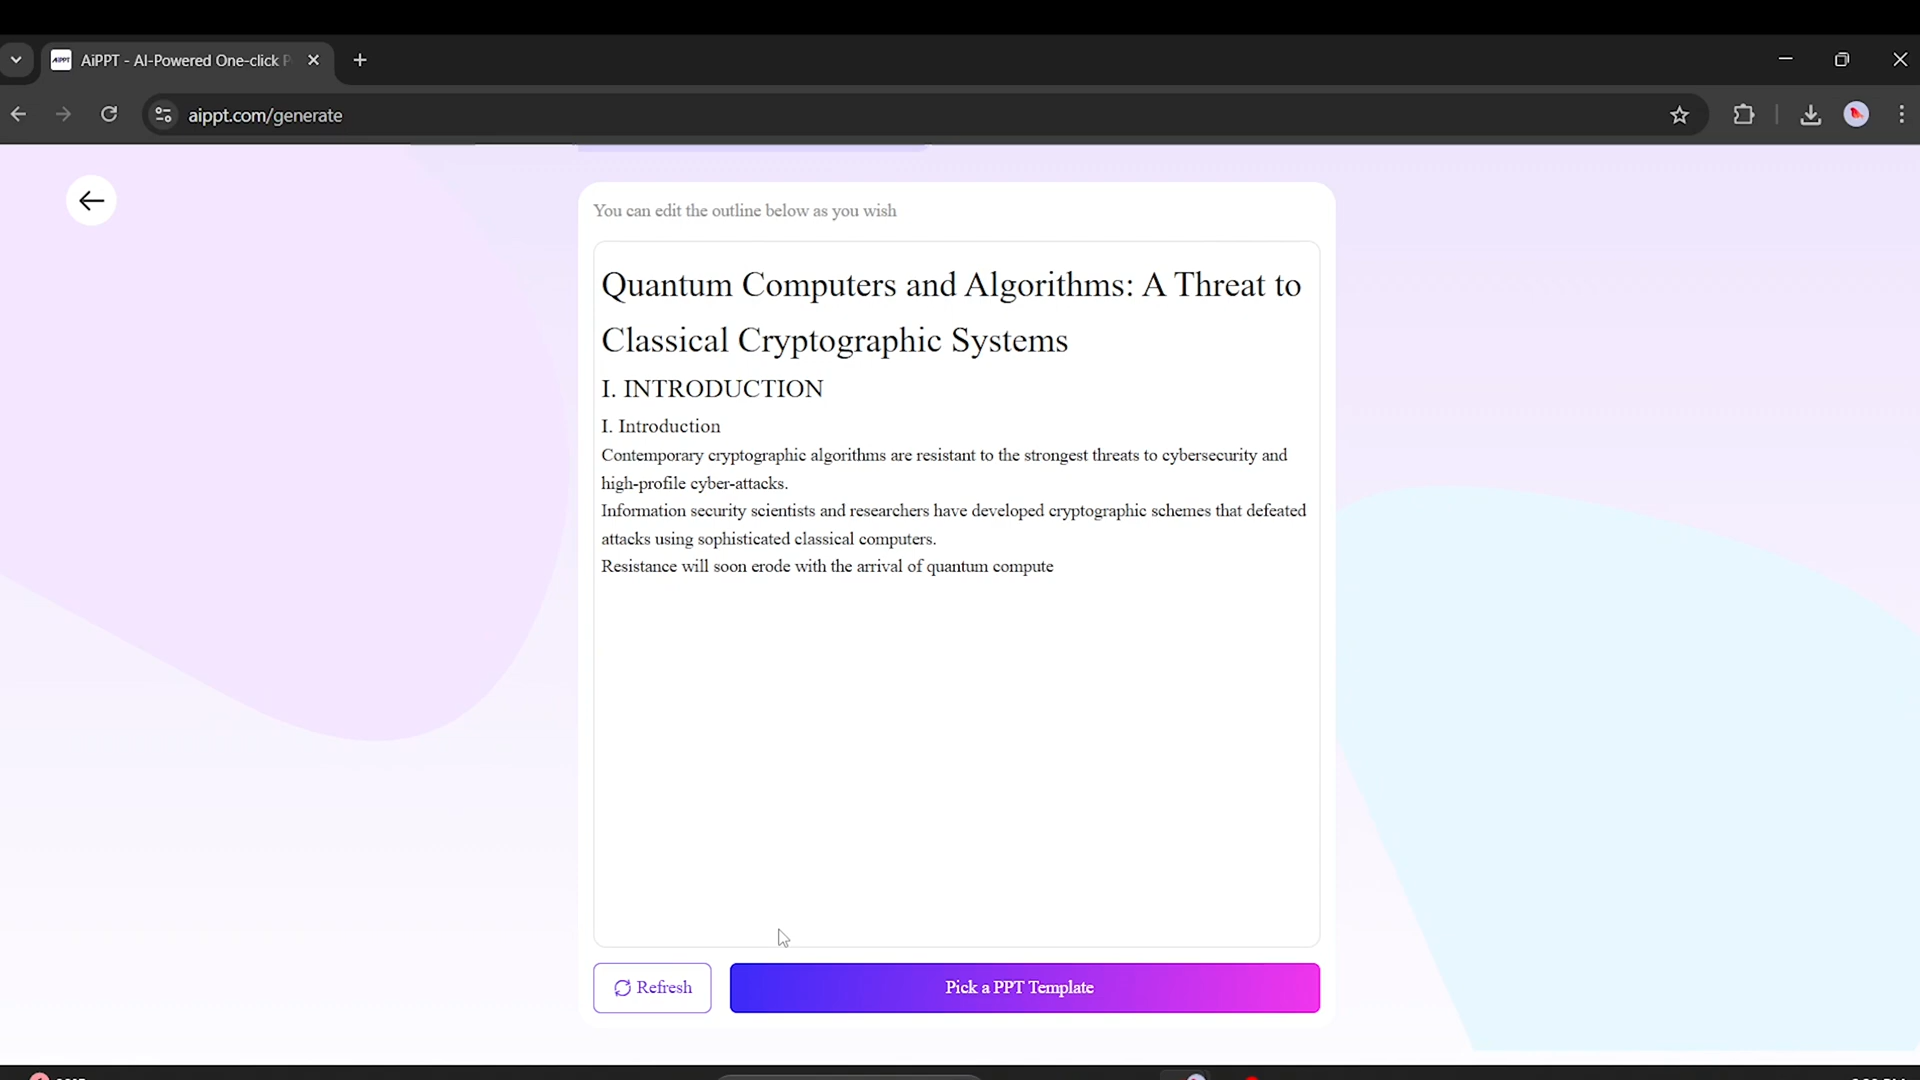 AiPPT - AI-Powered One-click P
aippt.com/generate
You can edit the outline below as you wish
Quantum Computers and Algorithms: A Threat to
Classical Cryptographic Systems
I. INTRODUCTION
I. Introduction
Contemporary cryptographic algorithms are resistant to the strongest threats to cybersecurity and
high-profile cyber-attacks.
Information security scientists and researchers have developed cryptographic schemes that defeated
attacks using sophisticated classical computers.
Resistance will soon erode with the arrival of quantum compute
Refresh
Pick a PPT Template